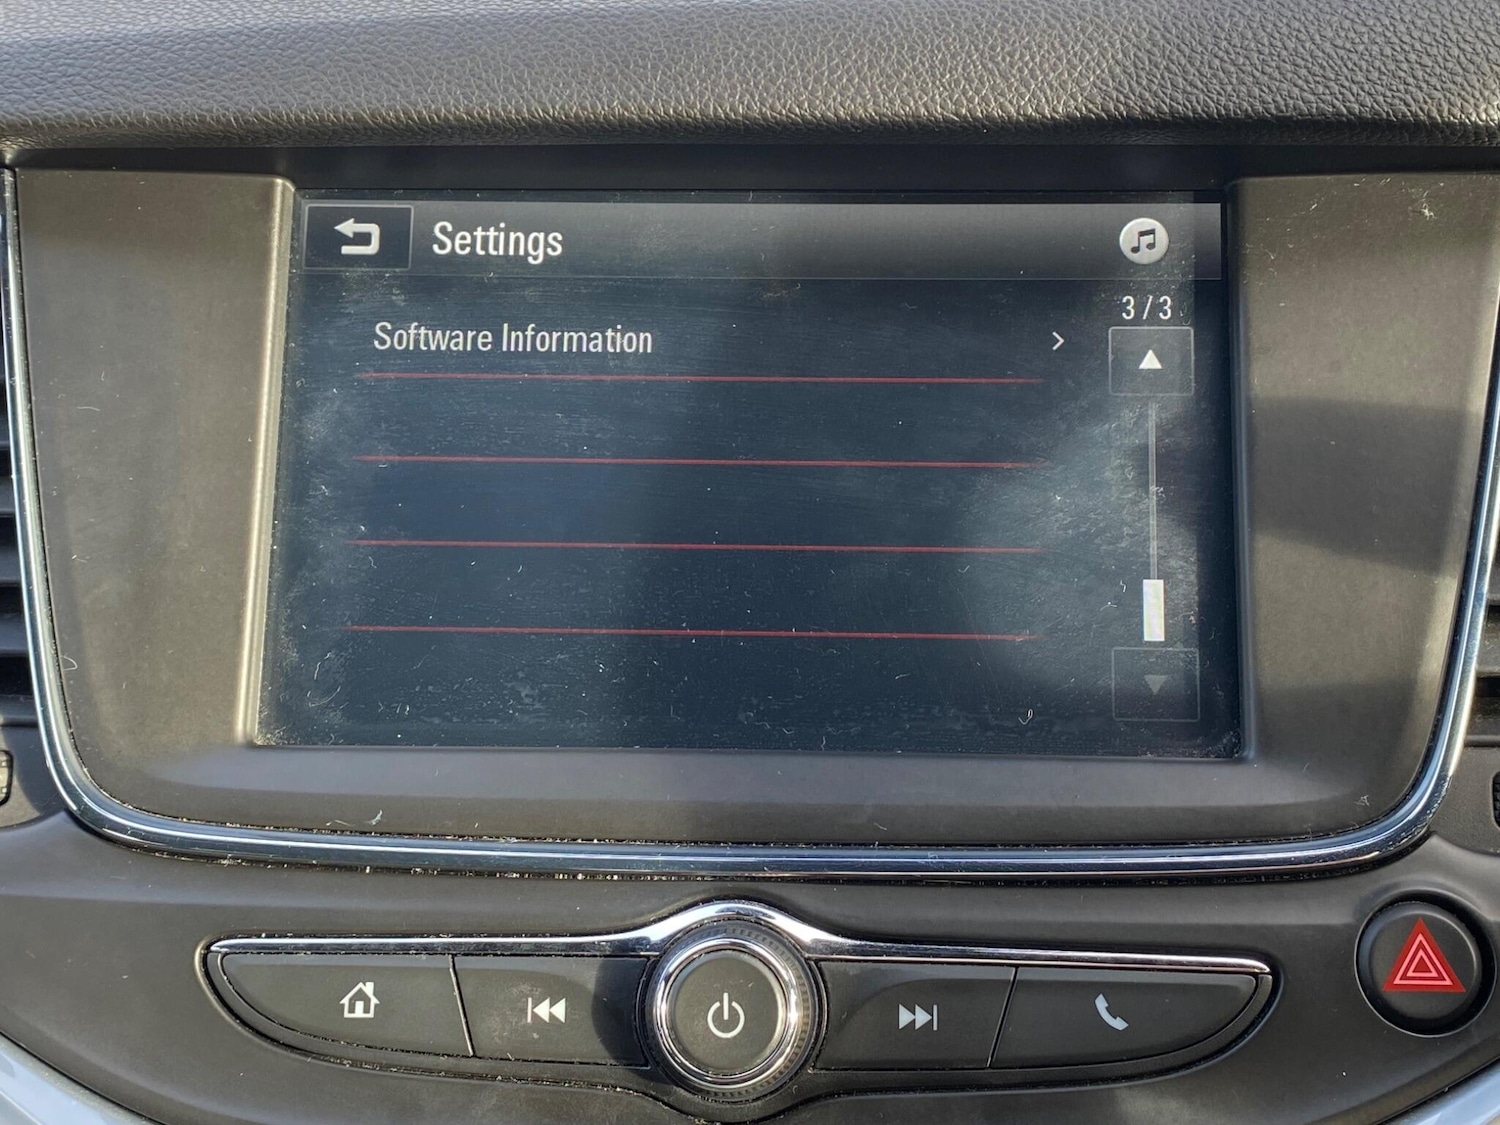 Settings
3 / 3
Software Information